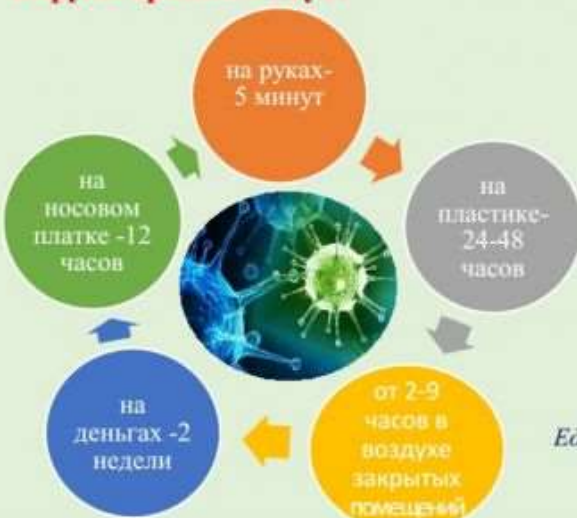 на руках-
5 минут
на
пластике-
24-48
часов
от 2-9
часов в
воздухе
закрытых
помещений
на
деньгах -2
недели
на
носовом
платке -12
часов